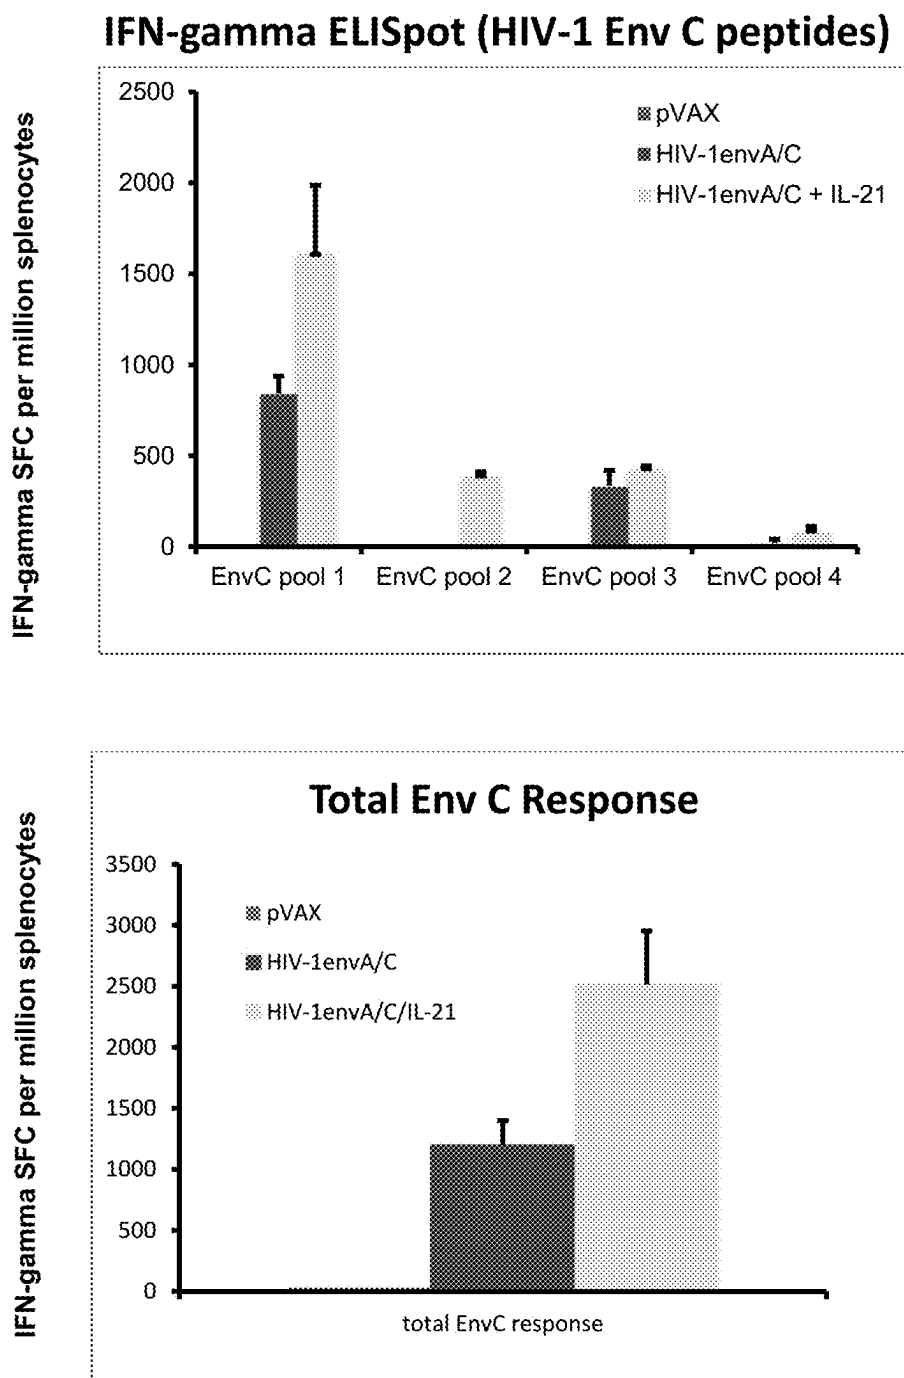 IFN-gamma ELISpot (HIV-1 Env C peptides)
IFN-gamma SFC per million splenocytes
2500
2000
1500
1000
500
0
pVAX
HIV-1envA/C
HIV-1envA/C + IL-21
EnvC pool 1
EnvC pool 2
EnvC pool 3
EnvC pool 4
Total Env C Response
IFN-gamma SFC per million splenocytes
3500
3000
2500
2000
1500
1000
500
0
pVAX
HIV-1envA/C
HIV-1envA/C/IL-21
total EnvC response